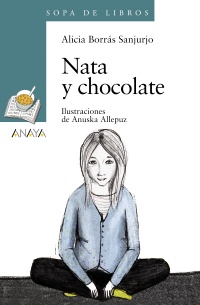 SOPA DE LIBROS
Alicia Borrás Sanjurjo
Nata
y chocolate
Ilustraciones
de Anuska Allepuz
ANAYA